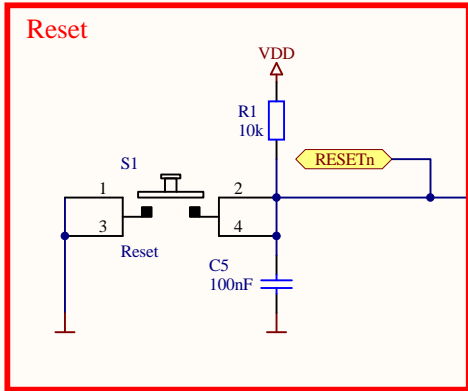 Reset
VDD
R1
10k
RESETn
S1
1
2
3
4
Reset
C5
100nF